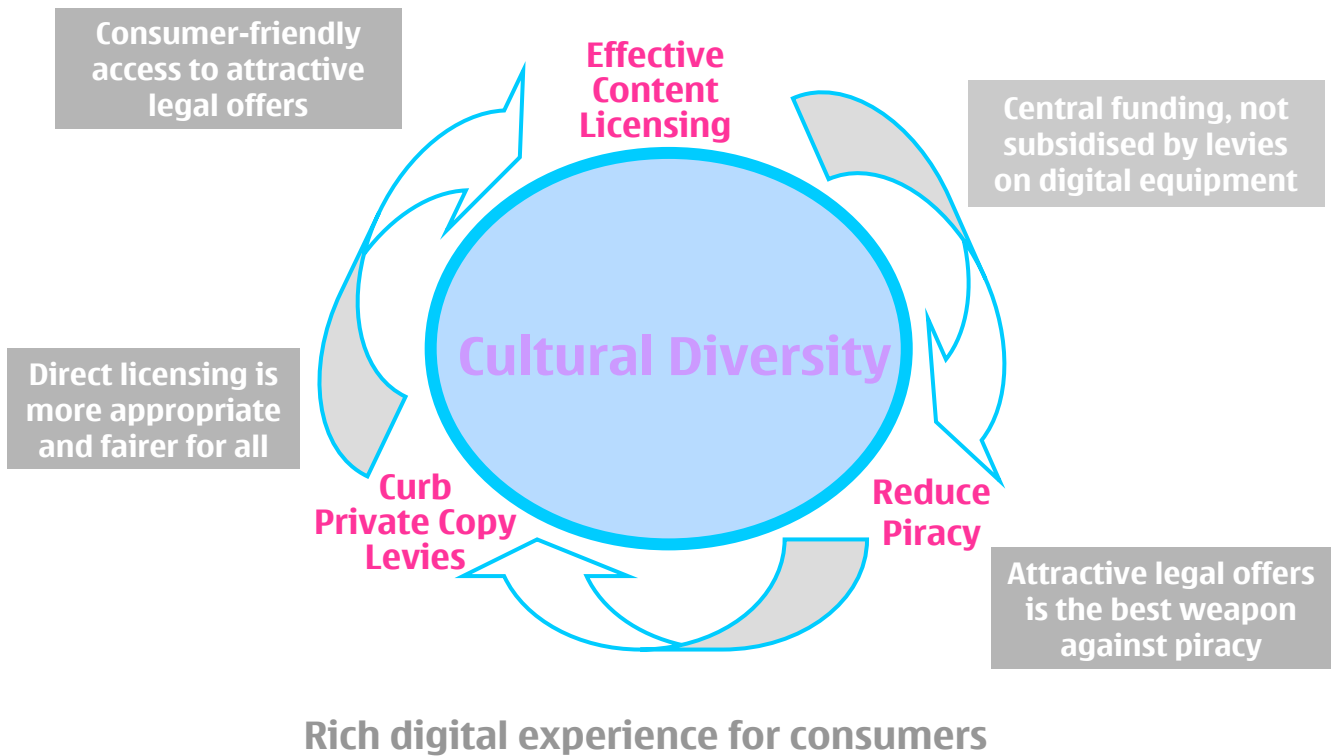 Consumer-friendly
access to attractive
legal offers
Effective
Content
Licensing
Central funding, not
subsidised by levies
on digital equipment
Cultural Diversity
Direct licensing is
more appropriate
and fairer for all
Curb
Private Copy
Levies
Reduce
Piracy
Attractive legal offers
is the best weapon
against piracy
Rich digital experience for consumers